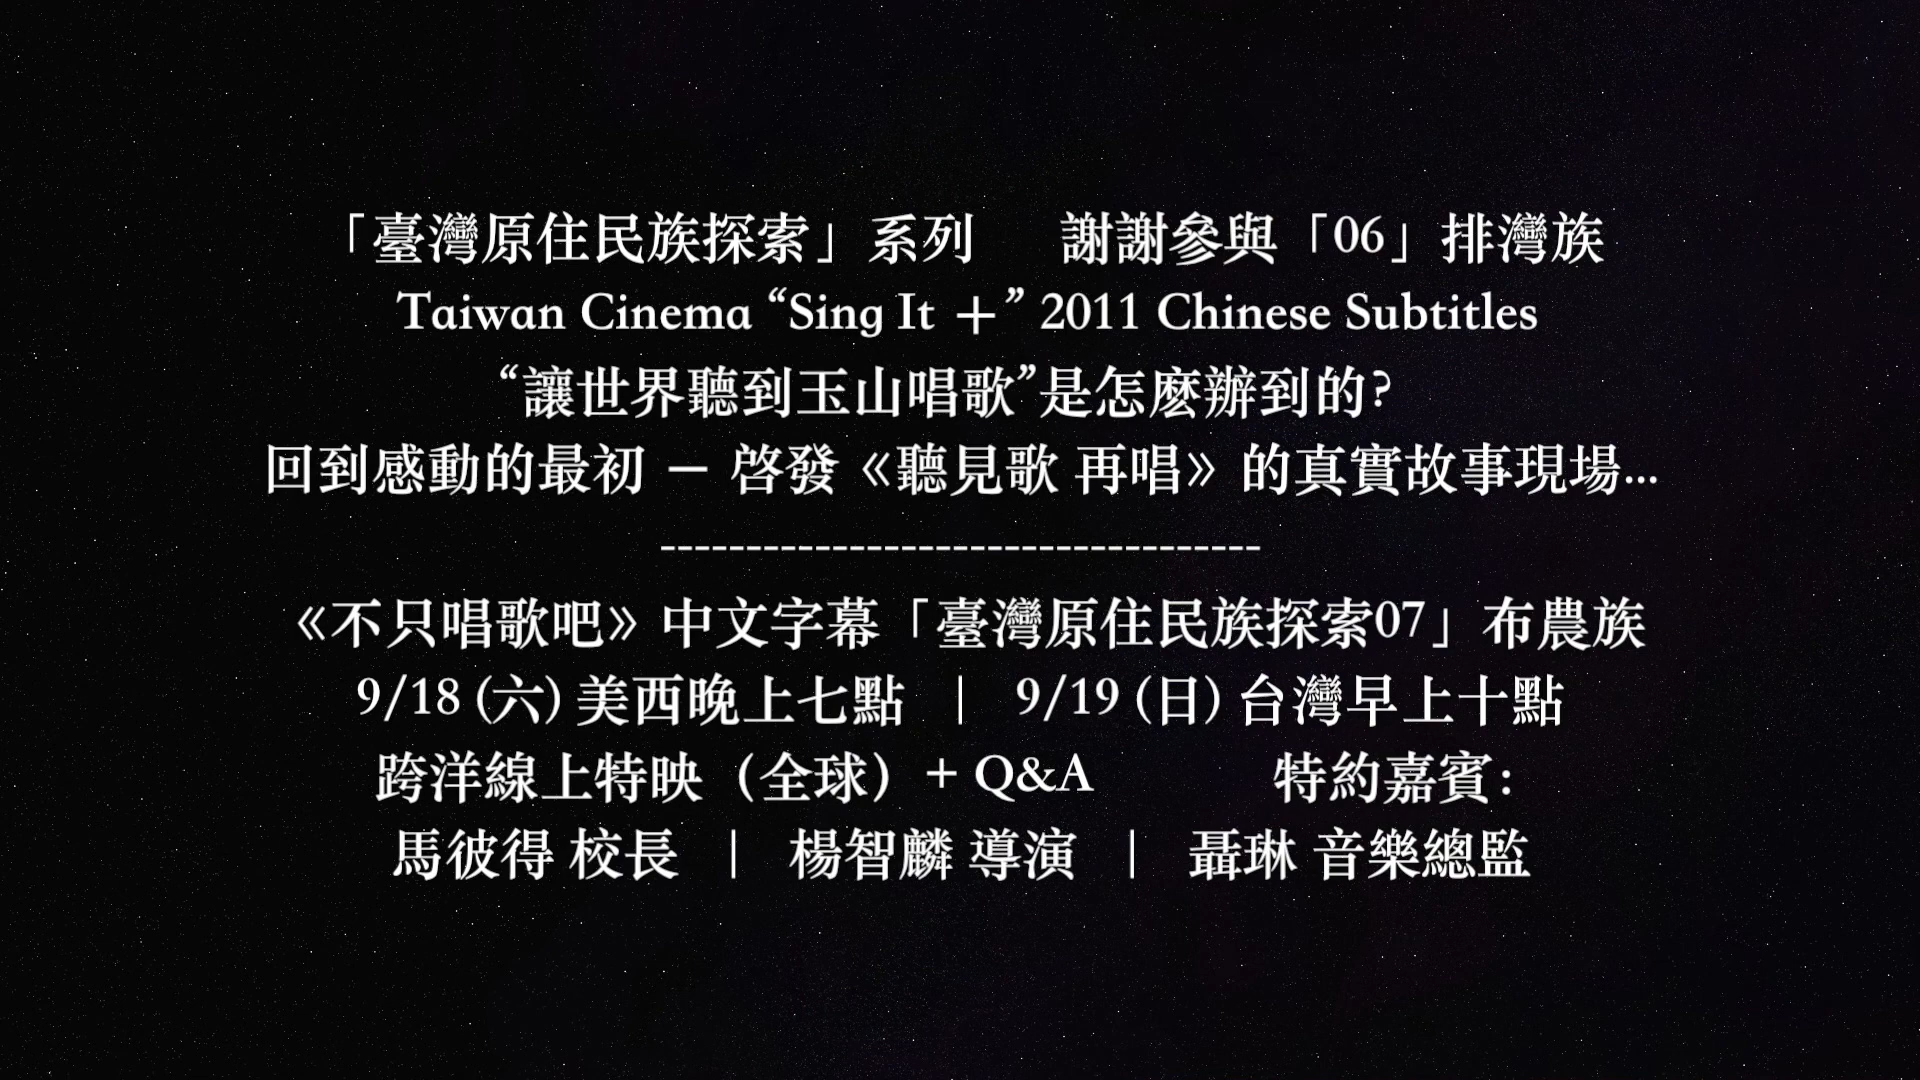 「臺灣原住民族探索」系列 謝謝參與「06」排灣族
Taiwan Cinema “Sing It +” 2011 Chinese Subtitles
“讓世界聽到玉山唱歌”是怎麼辦到的?
回到感動的最初 － 啓發《聽見歌 再唱》的真實故事現場...
-----------------------------------
《不只唱歌吧》中文字幕「臺灣原住民族探索07」布農族
9/18 (六) 美西晚上七點 | 9/19 (日) 台灣早上十點
跨洋線上特映（全球）+ Q&A 特約嘉賓：
馬彼得 校長 | 楊智麟 導演 | 聶琳 音樂總監